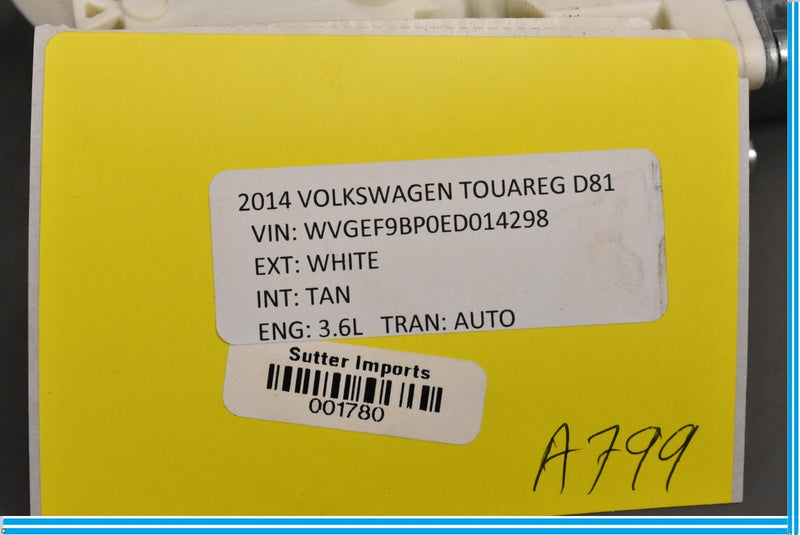 2014 VOLKSWAGEN TOUAREG D81
VIN: WVGEF9BP0ED014298
EXT: WHITE
INT: TAN
ENG: 3.6L TRAN: AUTO
Sutter Imports
001780
A799